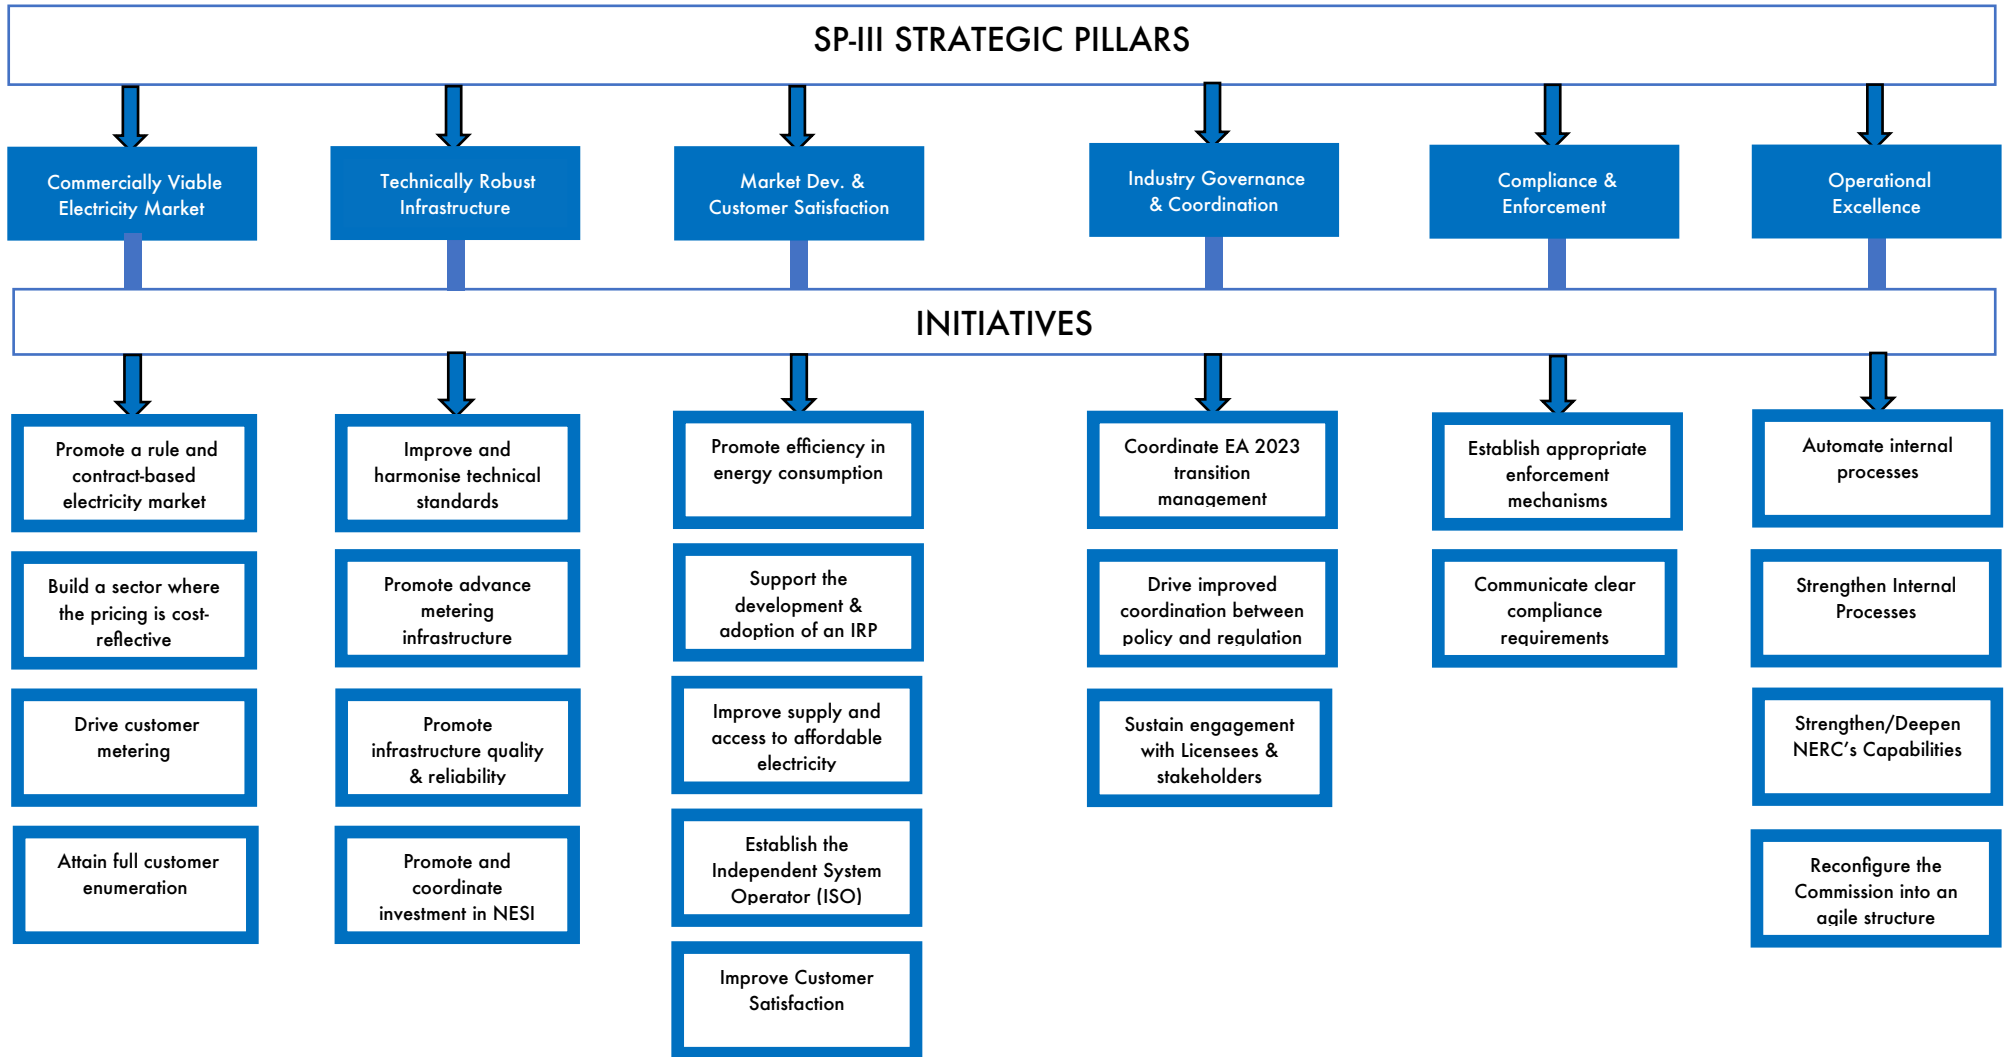 SP-III STRATEGIC PILLARS
Commercially Viable
Electricity Market
Technically Robust
Infrastructure
Market Dev. &
Customer Satisfaction
Industry Governance
& Coordination
Compliance &
Enforcement
Operational
Excellence
INITIATIVES
Promote a rule and
contract-based
electricity market
Build a sector where
the pricing is cost-
reflective
Drive customer
metering
Attain full customer
enumeration
Improve and
harmonise technical
standards
Promote advance
metering
infrastructure
Promote
infrastructure quality
& reliability
Promote and
coordinate
investment in NESI
Promote efficiency in
energy consumption
Support the
development &
adoption of an IRP
Improve supply and
access to affordable
electricity
Establish the
Independent System
Operator (ISO)
Improve Customer
Satisfaction
Coordinate EA 2023
transition
management
Drive improved
coordination between
policy and regulation
Sustain engagement
with Licensees &
stakeholders
Establish appropriate
enforcement
mechanisms
Communicate clear
compliance
requirements
Automate internal
processes
Strengthen Internal
Processes
Strengthen/Deepen
NERC’s Capabilities
Reconfigure the
Commission into an
agile structure